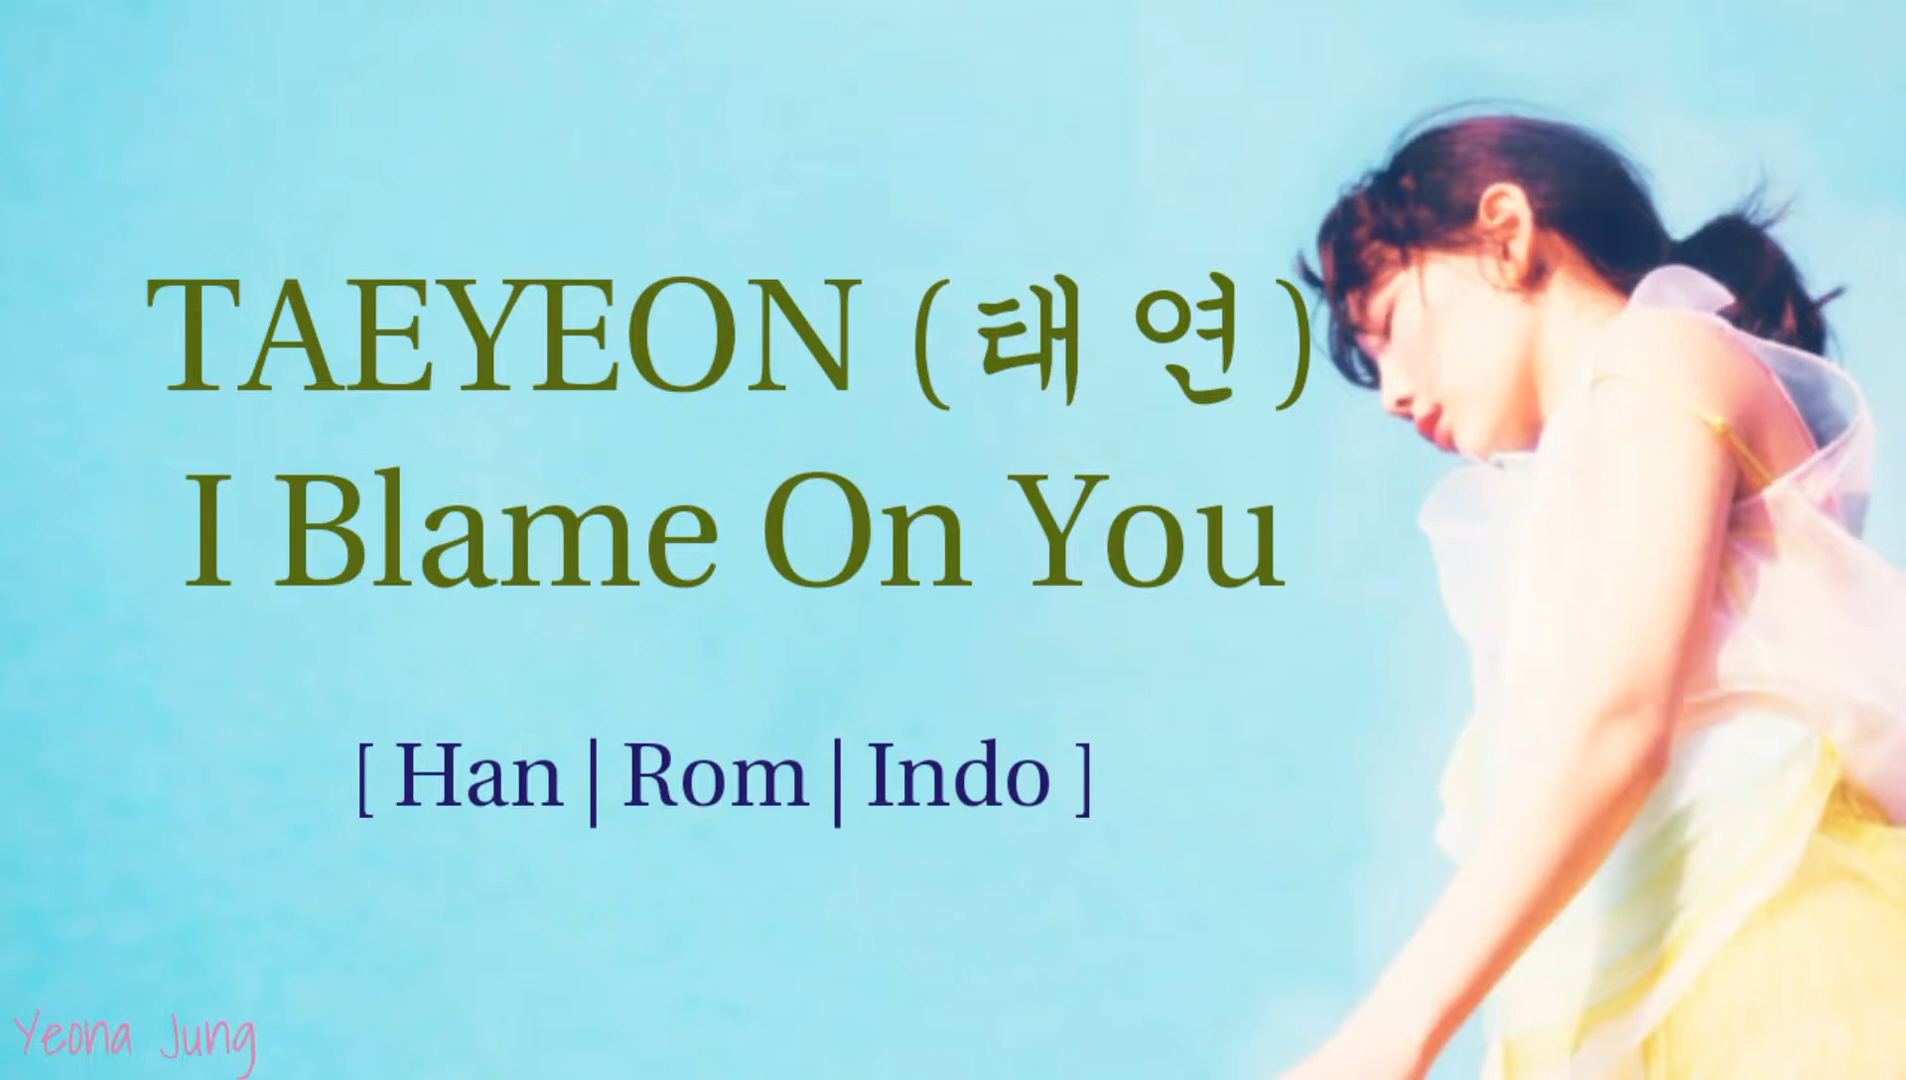 TAEYEON (태 연)
I Blame On You
[ Han | Rom | Indo ]
Yeona Jung